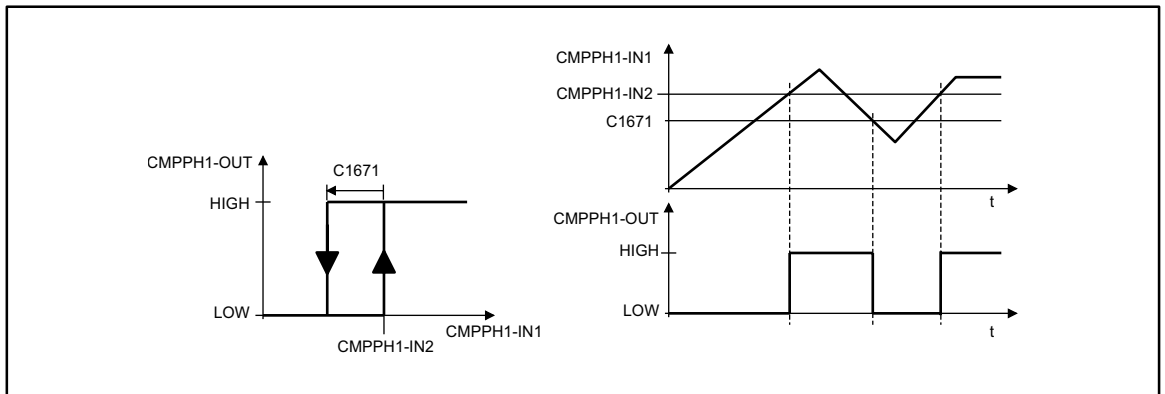 CMPPH1-OUT
C1671
HIGH
LOW
CMPPH1-IN1
CMPPH1-IN2
CMPPH1-IN1
CMPPH1-IN2
C1671
t
CMPPH1-OUT
HIGH
LOW
t